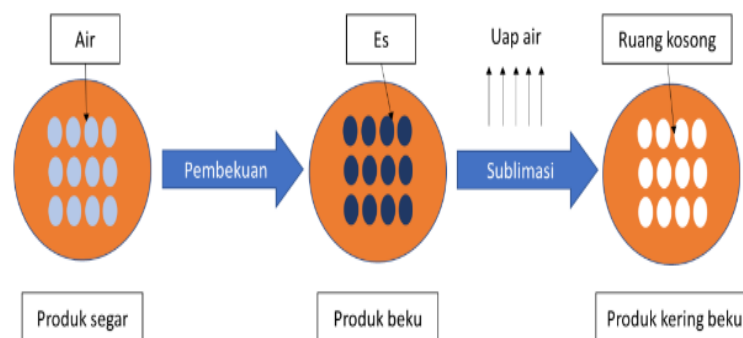 Air
Es
Uap air
Ruang kosong
Pembekuan
Sublimasi
Produk segar
Produk beku
Produk kering beku